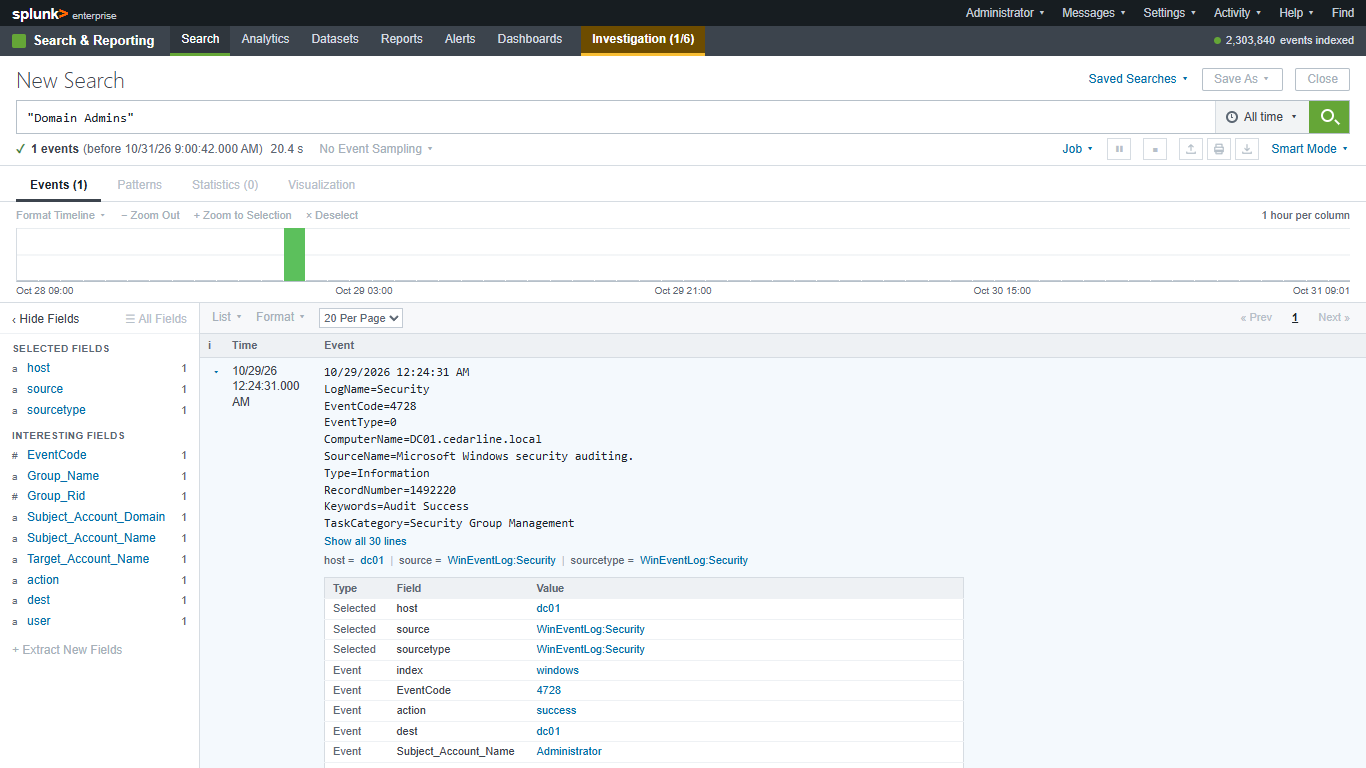 splunk> enterprise
Administrator Messages Settings Activity Help Find
Search & Reporting Search Analytics Datasets Reports Alerts Dashboards Investigation (1/6) 2,303,840 events indexed
New Search
Saved Searches Save As Close
"Domain Admins" All time
✓ 1 events (before 10/31/26 9:00:42.000 AM) 20.4 s No Event Sampling
Job Smart Mode
Events (1) Patterns Statistics (0) Visualization
Format Timeline − Zoom Out + Zoom to Selection × Deselect 1 hour per column
Oct 28 09:00 Oct 29 03:00 Oct 29 21:00 Oct 30 15:00 Oct 31 09:01
‹ Hide Fields ☰ All Fields
SELECTED FIELDS
a host 1
a source 1
a sourcetype 1
INTERESTING FIELDS
# EventCode 1
a Group_Name 1
# Group_Rid 1
a Subject_Account_Domain 1
a Subject_Account_Name 1
a Target_Account_Name 1
a action 1
a dest 1
a user 1
+ Extract New Fields
List Format 20 Per Page « Prev 1 Next »
i Time Event
10/29/26
12:24:31.000
AM
10/29/2026 12:24:31 AM
LogName=Security
EventCode=4728
EventType=0
ComputerName=DC01.cedarline.local
SourceName=Microsoft Windows security auditing.
Type=Information
RecordNumber=1492220
Keywords=Audit Success
TaskCategory=Security Group Management
Show all 30 lines
host = dc01 | source = WinEventLog:Security | sourcetype = WinEventLog:Security
Type Field Value
Selected host dc01
Selected source WinEventLog:Security
Selected sourcetype WinEventLog:Security
Event index windows
Event EventCode 4728
Event action success
Event dest dc01
Event Subject_Account_Name Administrator